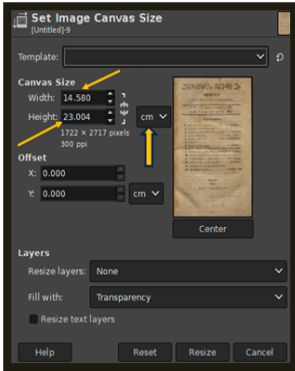 Set Image Canvas Size
[Untitled]-9
Template:
Canvas Size
Width: 14.580
Height: 23.004 cm
1722 × 2717 pixels
300 ppi
Offset
X: 0.000
Y: 0.000 cm
Center
Layers
Resize layers: None
Fill with: Transparency
Resize text layers
Help Reset Resize Cancel